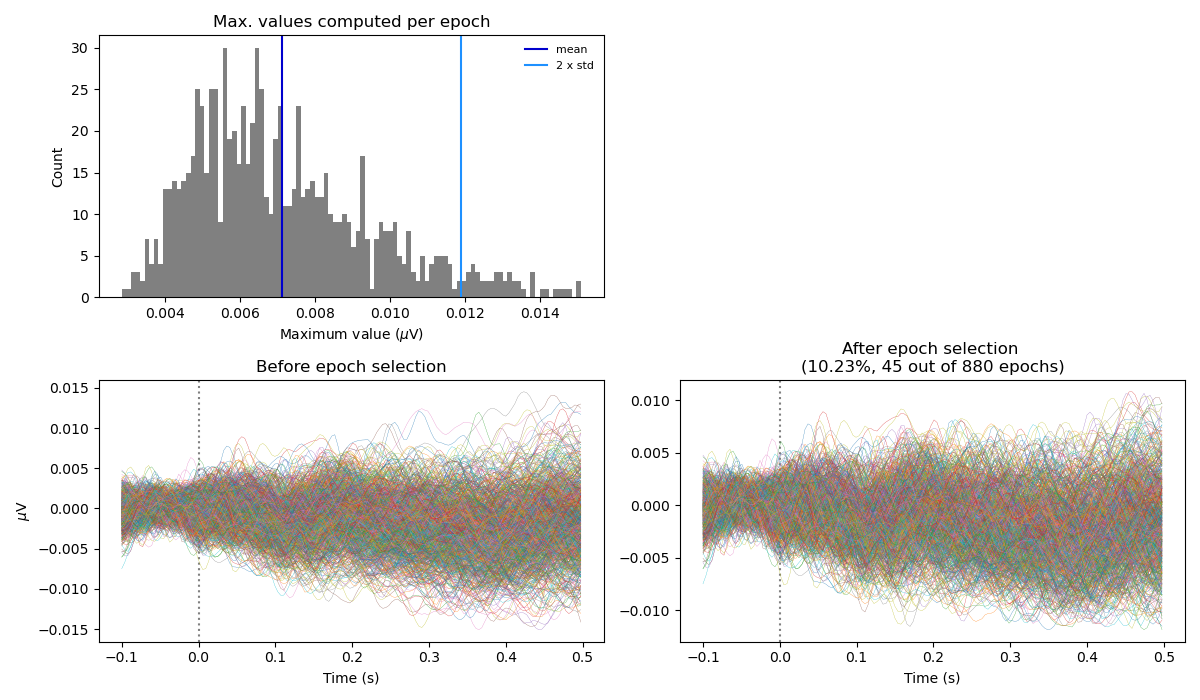 Max. values computed per epoch
30
25
20
15
10
5
0
Count
mean
2 x std
0.004 0.006 0.008 0.010 0.012 0.014
Maximum value (μV)
Before epoch selection
0.015
0.010
0.005
0.000
−0.005
−0.010
−0.015
μV
−0.1 0.0 0.1 0.2 0.3 0.4 0.5
Time (s)
After epoch selection
(10.23%, 45 out of 880 epochs)
0.010
0.005
0.000
−0.005
−0.010
−0.1 0.0 0.1 0.2 0.3 0.4 0.5
Time (s)